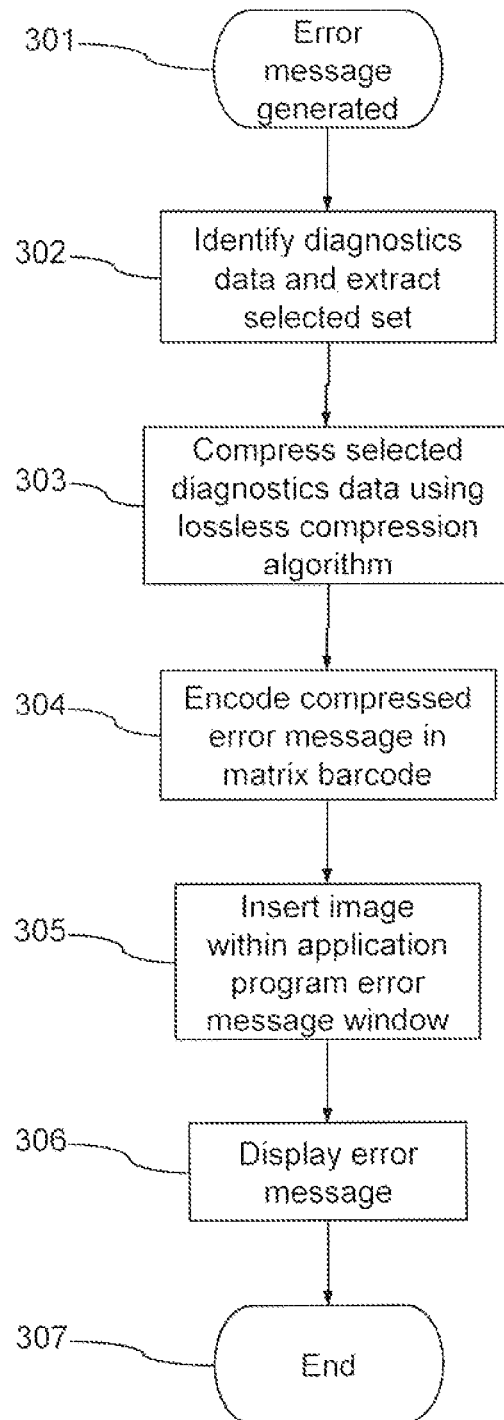 301
Error
message
generated
302
Identify diagnostics
data and extract
selected set
303
Compress selected
diagnostics data using
lossless compression
algorithm
304
Encode compressed
error message in
matrix barcode
305
Insert image
within application
program error
message window
306
Display error
message
307
End